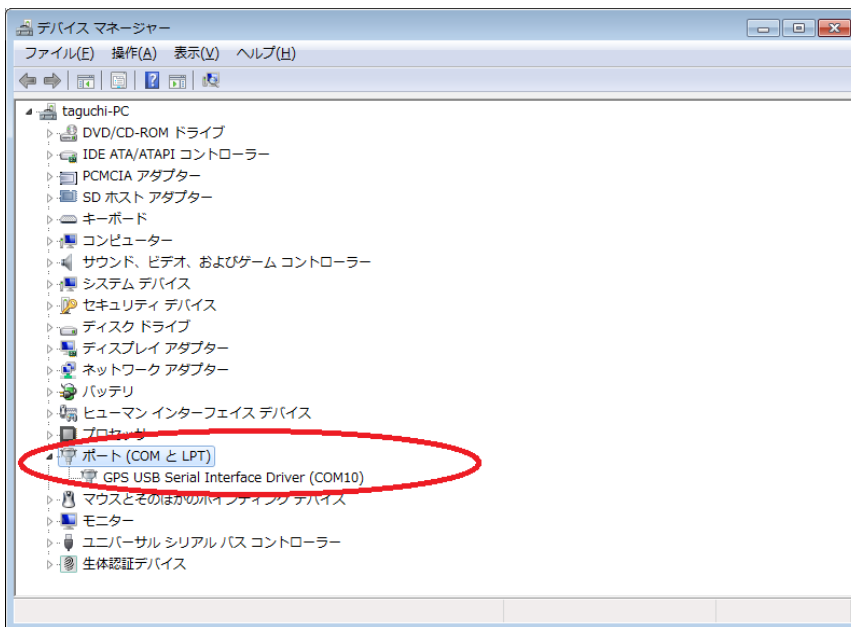 デバイス マネージャー
ファイル(F) 操作(A) 表示(V) ヘルプ(H)
taguchi-PC
DVD/CD-ROM ドライブ
IDE ATA/ATAPI コントローラー
PCMCIA アダプター
SD ホスト アダプター
キーボード
コンピューター
サウンド、ビデオ、およびゲーム コントローラー
システム デバイス
セキュリティ デバイス
ディスク ドライブ
ディスプレイ アダプター
ネットワーク アダプター
バッテリ
ヒューマン インターフェイス デバイス
プロセッサ
ポート (COM と LPT)
GPS USB Serial Interface Driver (COM10)
マウスとそのほかのポインティング デバイス
モニター
ユニバーサル シリアル バス コントローラー
生体認証デバイス